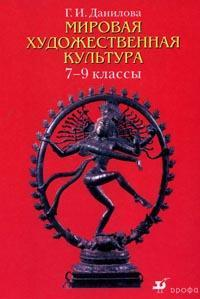 Г. И. Данилова
МИРОВАЯ
ХУДОЖЕСТВЕННАЯ
КУЛЬТУРА
7–9 классы
дрофа